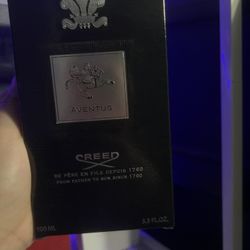 AVENTUS
CREED
DE PÈRE EN FILS DEPUIS 1760
FROM FATHER TO SON SINCE 1760
100 ML 3.3 FL.OZ.